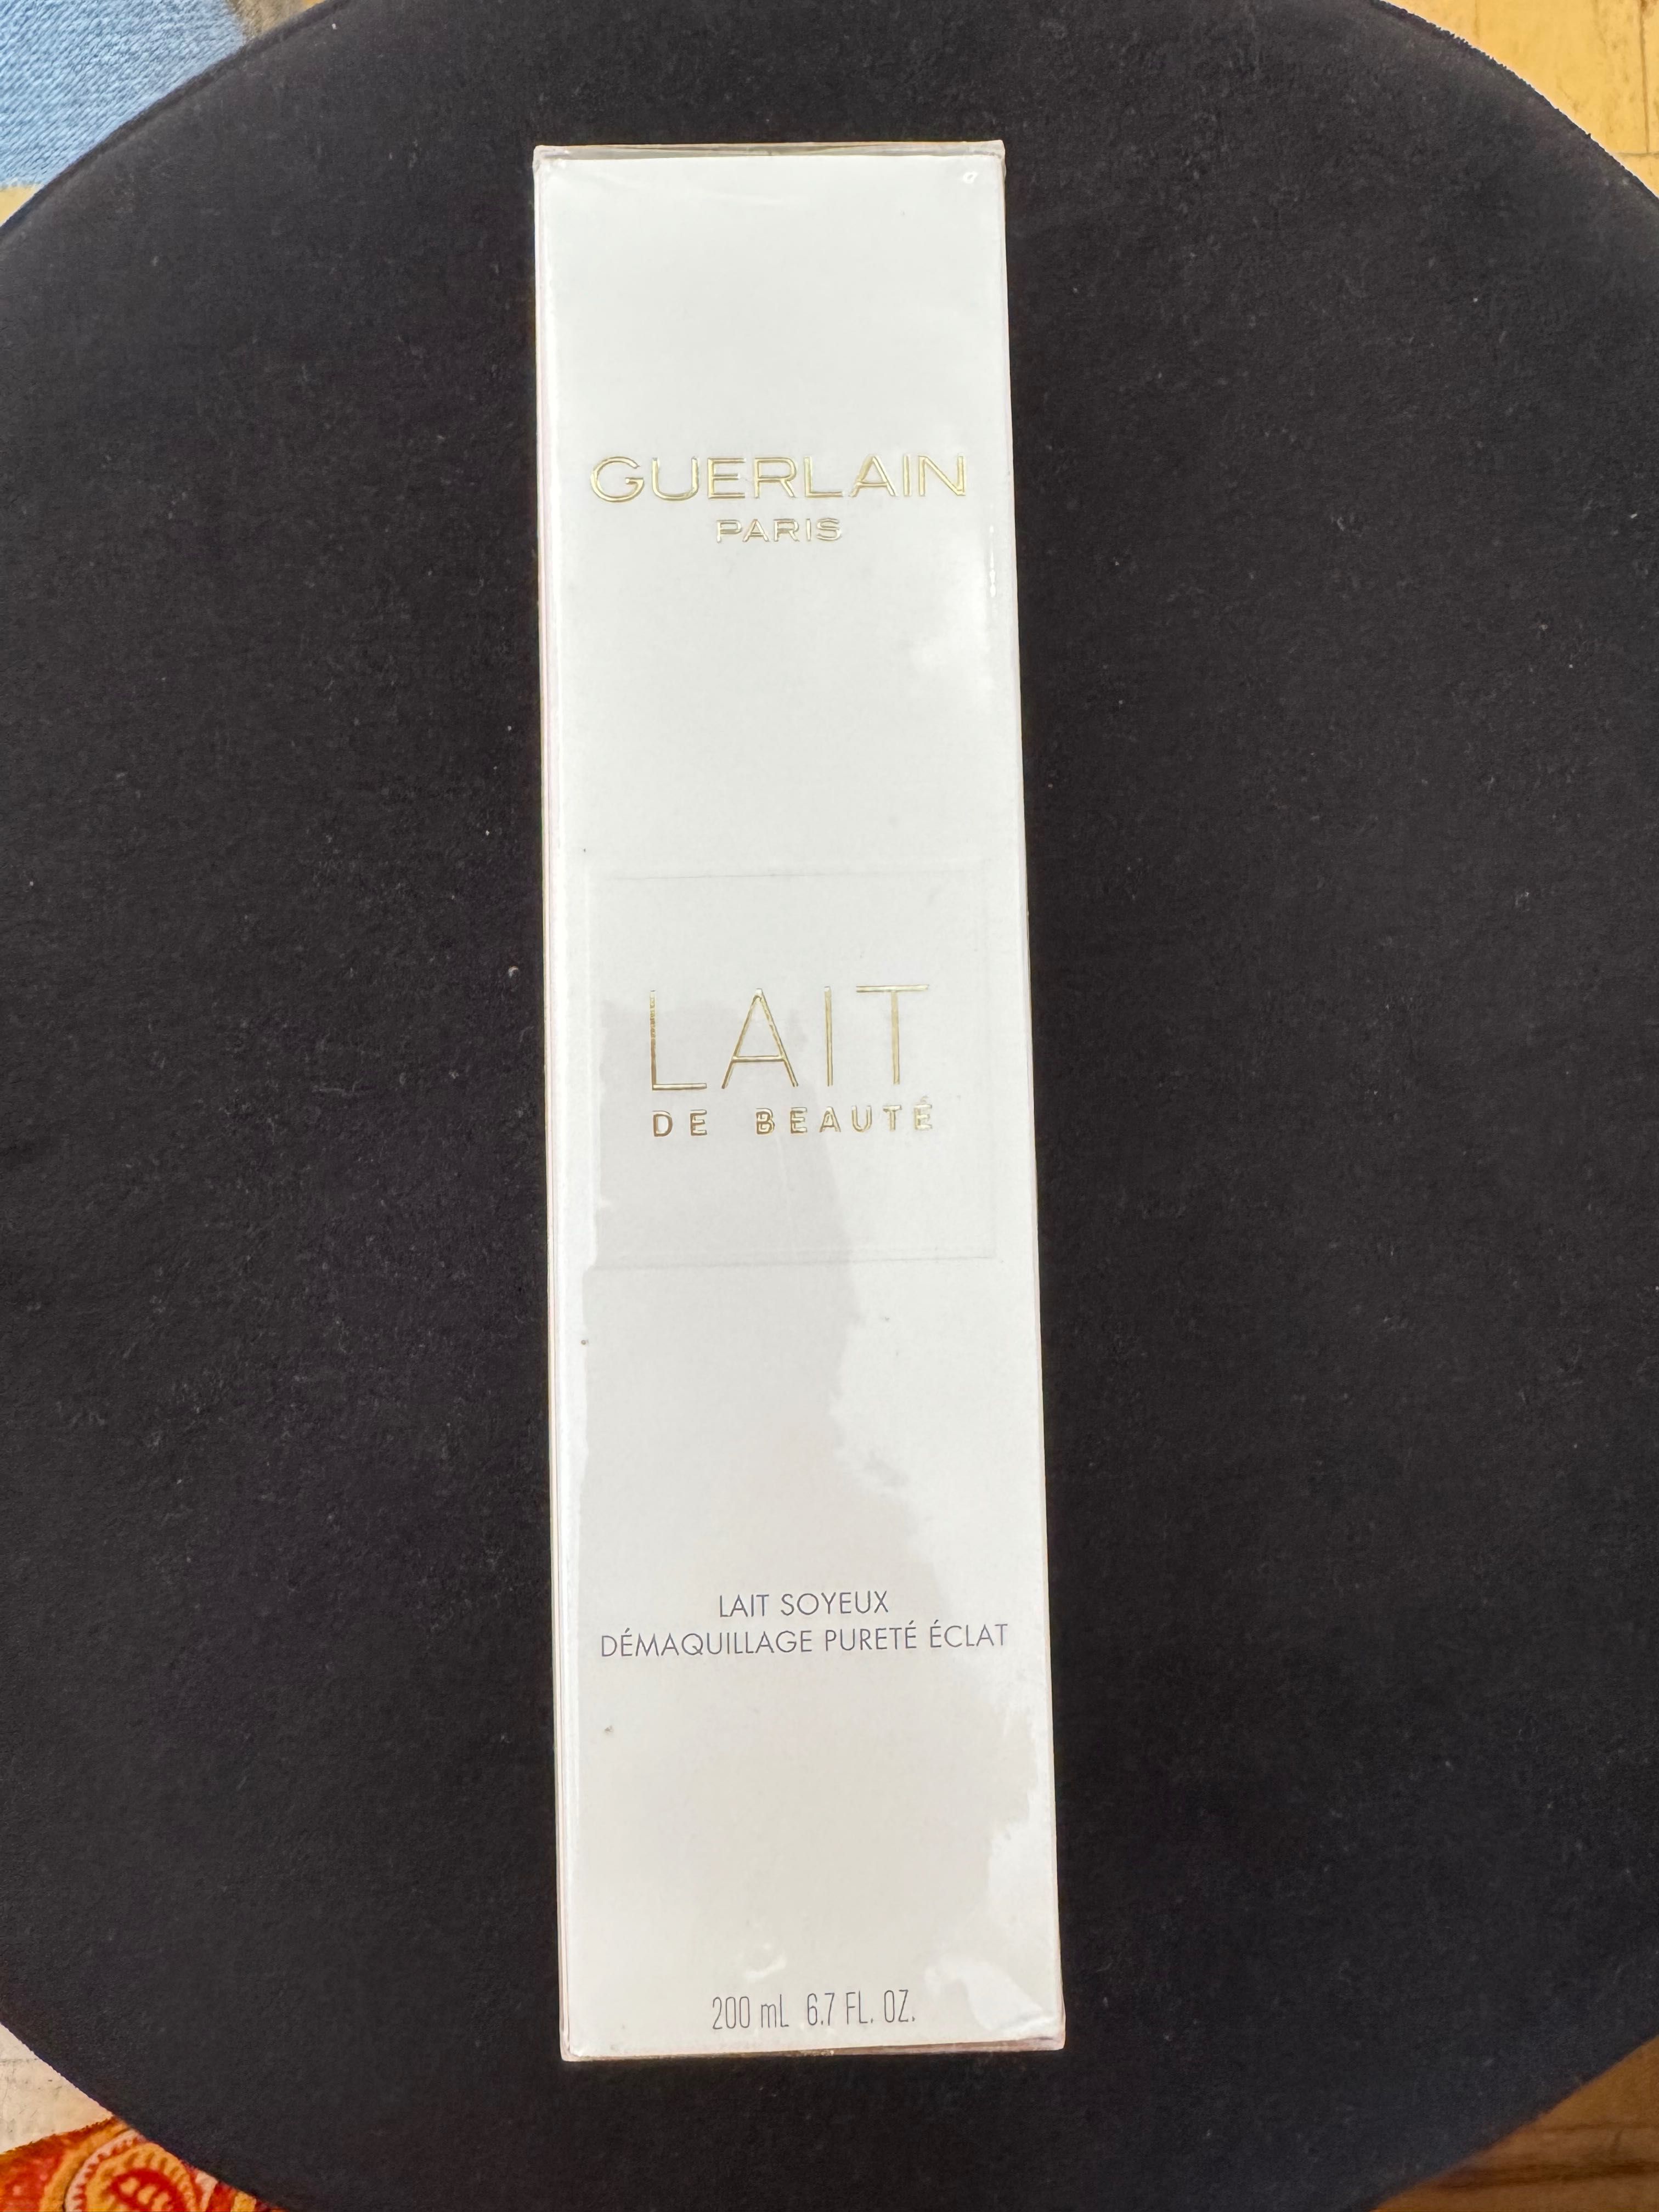 GUERLAIN
PARIS
LAIT
DE BEAUTÉ
LAIT SOYEUX
DÉMAQUILLAGE PURETÉ ÉCLAT
200 mL 6.7 FL. OZ.